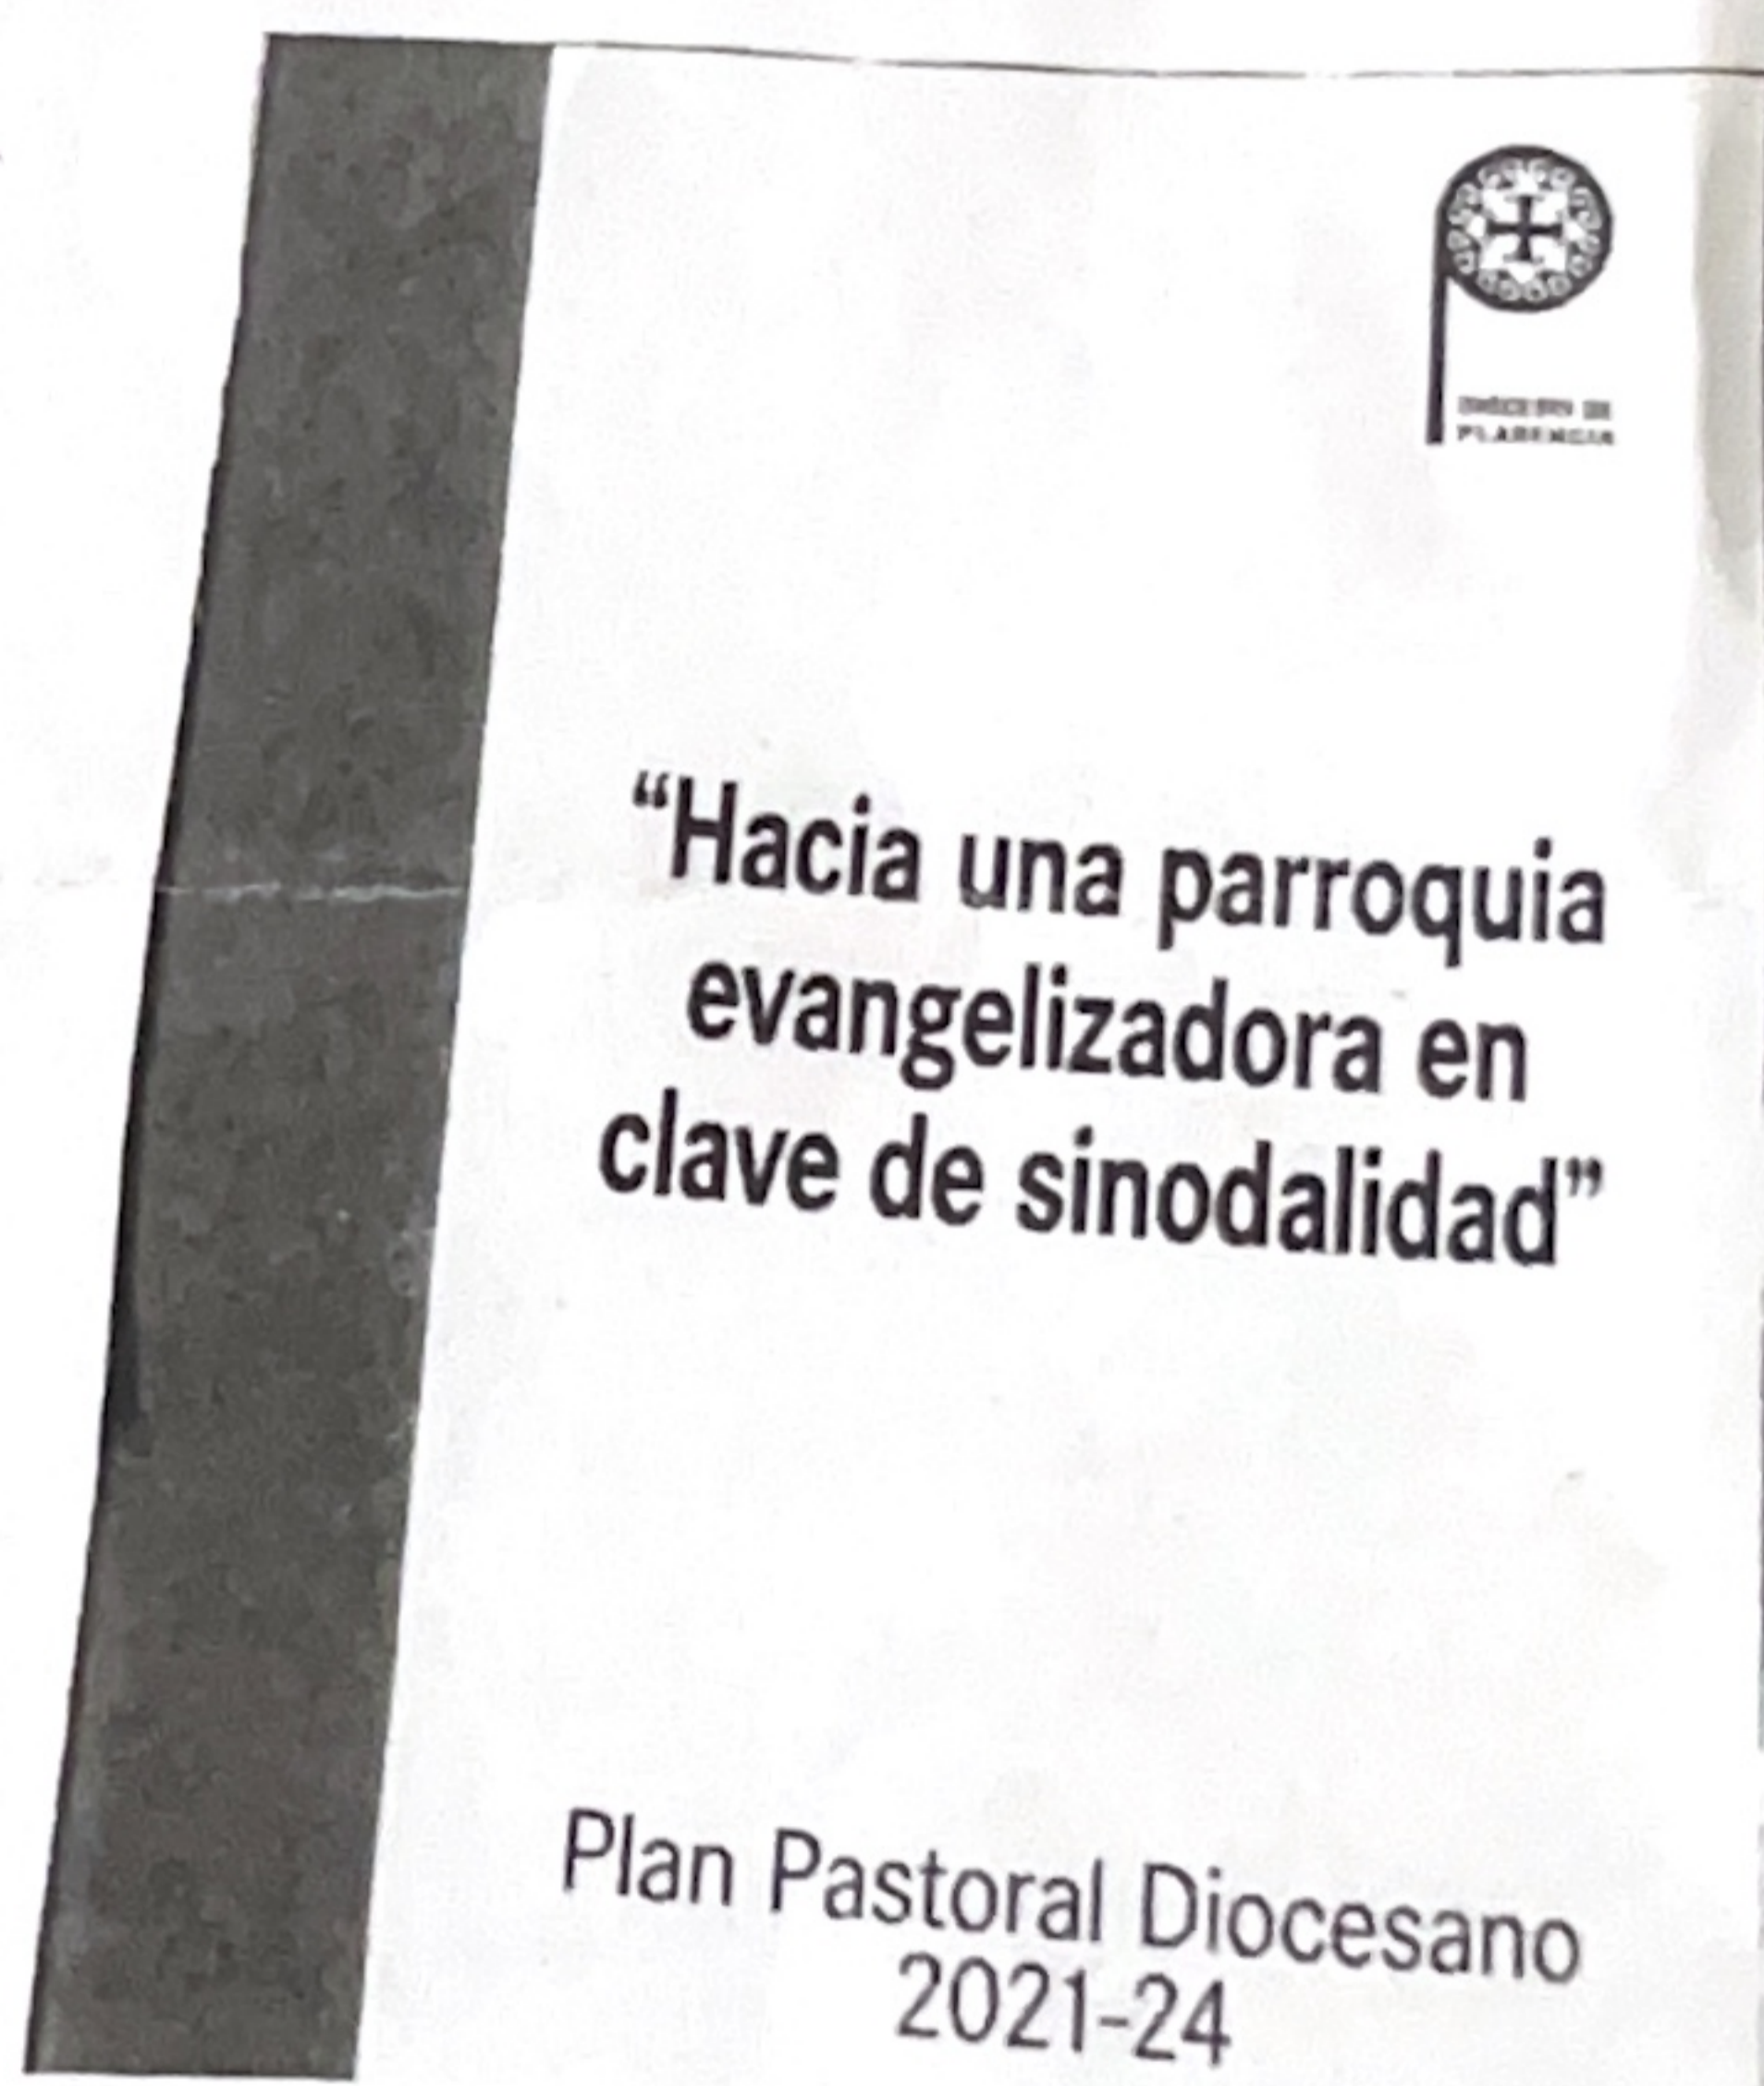 DIÓCESIS DE
PLASENCIA
“Hacia una parroquia
evangelizadora en
clave de sinodalidad”
Plan Pastoral Diocesano
2021-24